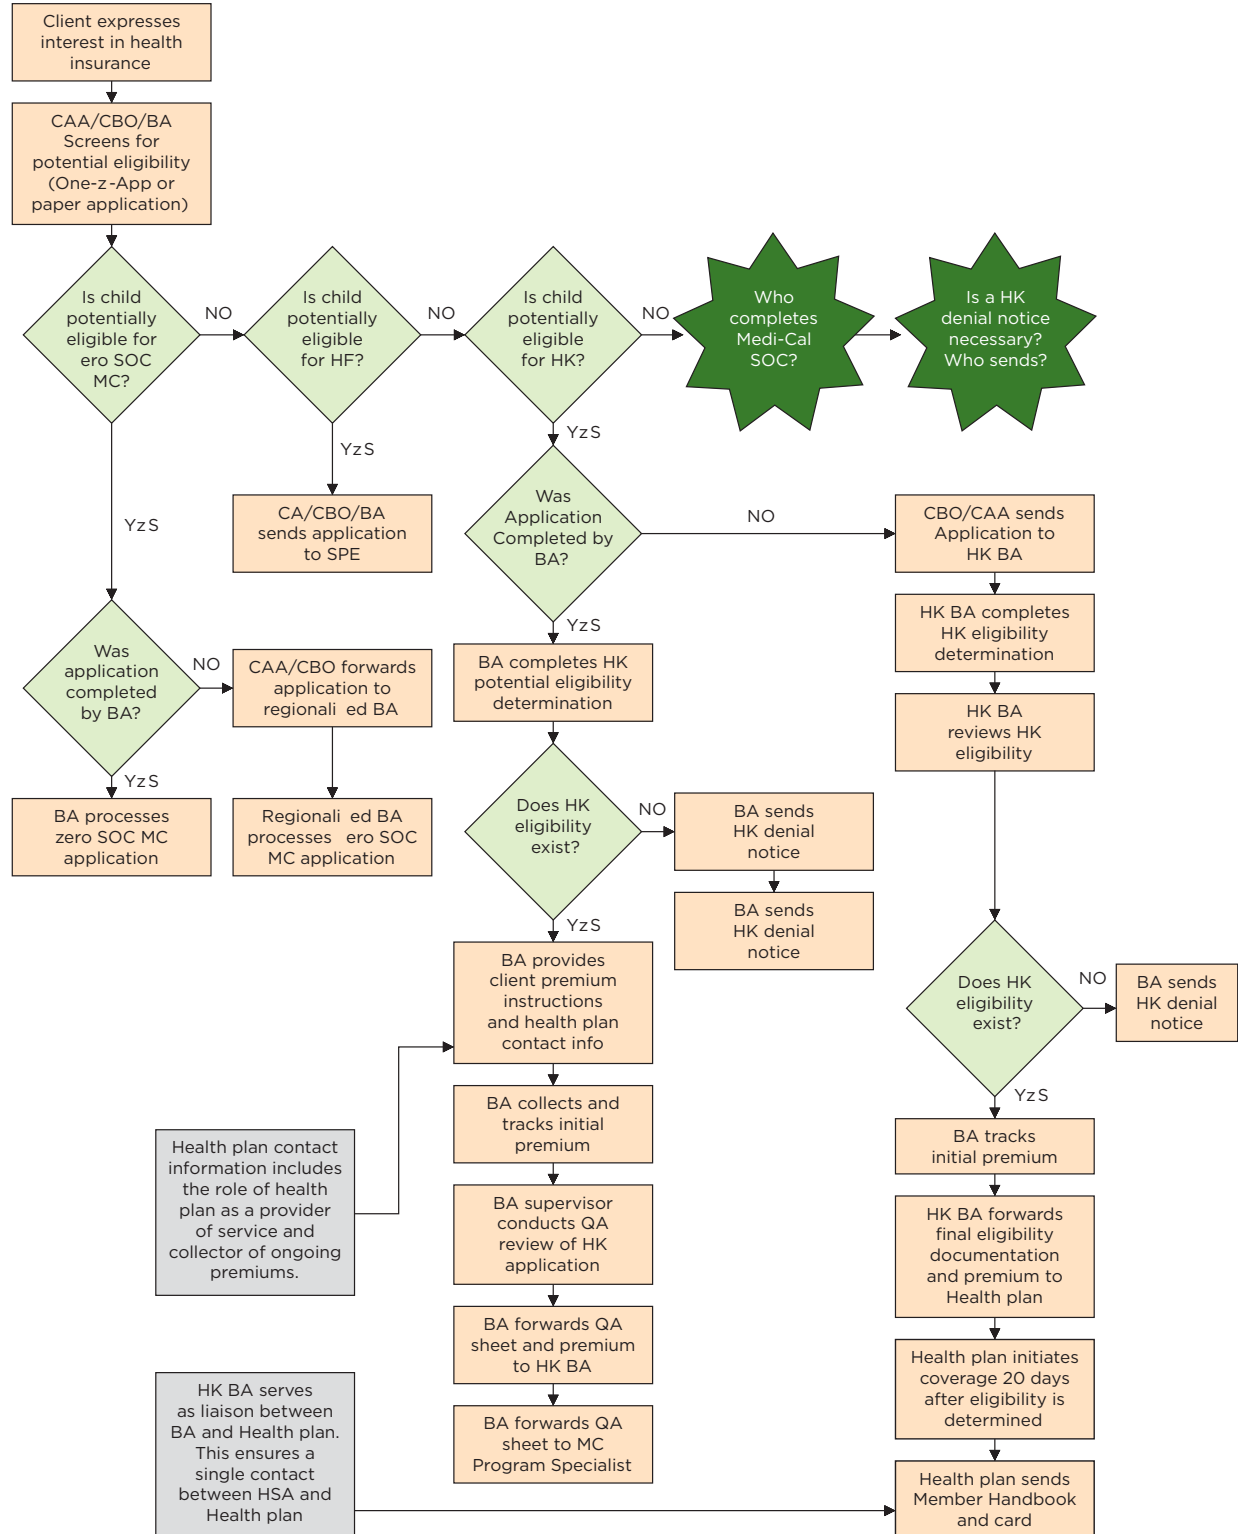 Client expresses
interest in health
insurance
CAA/CBO/BA
Screens for
potential eligibility
(One-z-App or
paper application)
Is child
potentially
eligible for
ero SOC
MC?
NO
Is child
potentially
eligible
for HF?
NO
Is child
potentially
eligible
for HK?
NO
Who
completes
Medi-Cal
SOC?
Is a HK
denial notice
necessary?
Who sends?
YzS
YzS
YzS
CA/CBO/BA
sends application
to SPE
Was
Application
Completed by
BA?
NO
CBO/CAA sends
Application to
HK BA
HK BA completes
HK eligibility
determination
HK BA
reviews HK
eligibility
Was
application
completed
by BA?
NO
CAA/CBO forwards
application to
regionali ed BA
YzS
BA processes
zero SOC MC
application
Regionali ed BA
processes ero SOC
MC application
YzS
BA completes HK
potential eligibility
determination
Does HK
eligibility
exist?
NO
BA sends
HK denial
notice
BA sends
HK denial
notice
YzS
BA provides
client premium
instructions
and health plan
contact info
Does HK
eligibility
exist?
NO
BA sends
HK denial
notice
YzS
BA collects and
tracks initial
premium
Health plan contact
information includes
the role of health
plan as a provider
of service and
collector of ongoing
premiums.
BA supervisor
conducts QA
review of HK
application
BA forwards QA
sheet and premium
to HK BA
BA forwards QA
sheet to MC
Program Specialist
BA tracks
initial premium
HK BA forwards
final eligibility
documentation
and premium to
Health plan
Health plan initiates
coverage 20 days
after eligibility is
determined
HK BA serves
as liaison between
BA and Health plan.
This ensures a
single contact
between HSA and
Health plan
Health plan sends
Member Handbook
and card